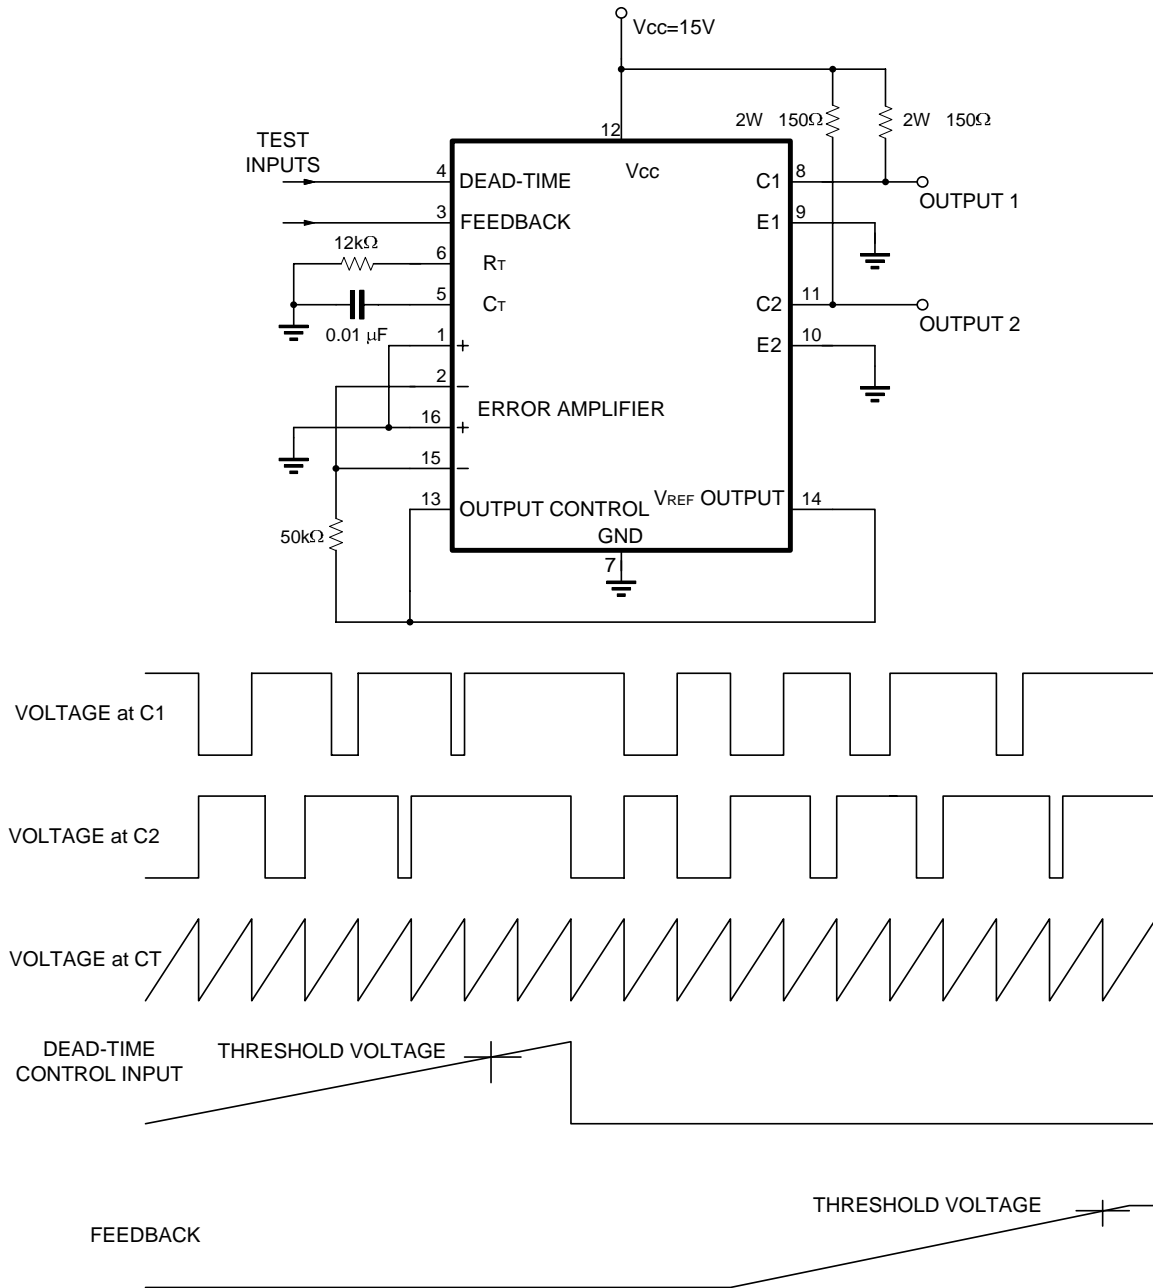 Vcc=15V
2W 150Ω
2W 150Ω
12
TEST
INPUTS
Vcc
4
DEAD-TIME
C1
8
OUTPUT 1
3
FEEDBACK
E1
9
12kΩ
6
RT
5
CT
C2
11
OUTPUT 2
0.01 µF
1
+
E2
10
2
−
ERROR AMPLIFIER
16
+
15
−
13
OUTPUT CONTROL
VREF OUTPUT
14
50kΩ
GND
7
VOLTAGE at C1
VOLTAGE at C2
VOLTAGE at CT
DEAD-TIME
CONTROL INPUT
THRESHOLD VOLTAGE
THRESHOLD VOLTAGE
FEEDBACK